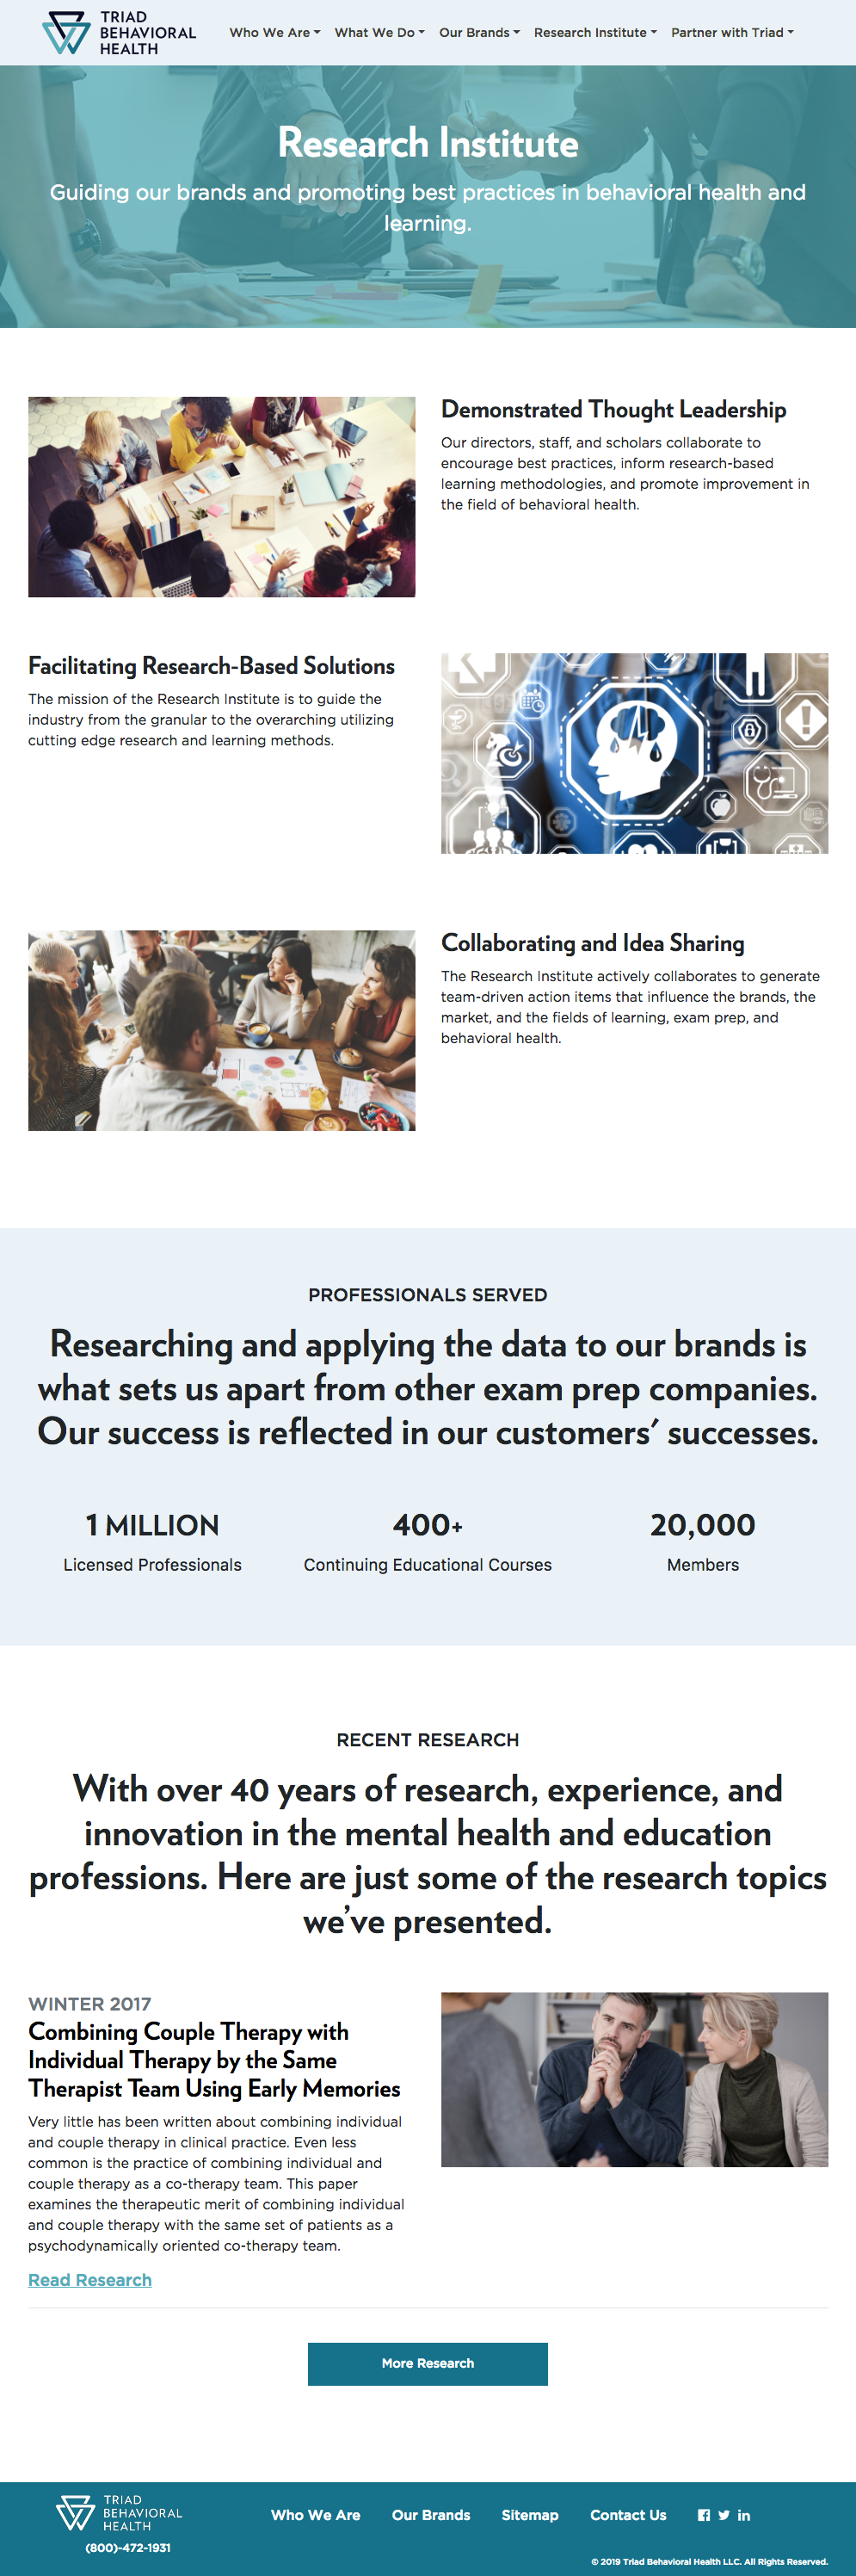 TRIAD
BEHAVIORAL
HEALTH
Who We Are
What We Do
Our Brands
Research Institute
Partner with Triad
Research Institute
Guiding our brands and promoting best practices in behavioral health and
learning.
Demonstrated Thought Leadership
Our directors, staff, and scholars collaborate to
encourage best practices, inform research-based
learning methodologies, and promote improvement in
the field of behavioral health.
Facilitating Research-Based Solutions
The mission of the Research Institute is to guide the
industry from the granular to the overarching utilizing
cutting edge research and learning methods.
Collaborating and Idea Sharing
The Research Institute actively collaborates to generate
team-driven action items that influence the brands, the
market, and the fields of learning, exam prep, and
behavioral health.
PROFESSIONALS SERVED
Researching and applying the data to our brands is
what sets us apart from other exam prep companies.
Our success is reflected in our customers' successes.
1 MILLION
Licensed Professionals
400+
Continuing Educational Courses
20,000
Members
RECENT RESEARCH
With over 40 years of research, experience, and
innovation in the mental health and education
professions. Here are just some of the research topics
we've presented.
WINTER 2017
Combining Couple Therapy with
Individual Therapy by the Same
Therapist Team Using Early Memories
Very little has been written about combining individual
and couple therapy in clinical practice. Even less
common is the practice of combining individual and
couple therapy as a co-therapy team. This paper
examines the therapeutic merit of combining individual
and couple therapy with the same set of patients as a
psychodynamically oriented co-therapy team.
Read Research
More Research
TRIAD
BEHAVIORAL
HEALTH
(800)-472-1931
Who We Are
Our Brands
Sitemap
Contact Us
© 2019 Triad Behavioral Health LLC. All Rights Reserved.